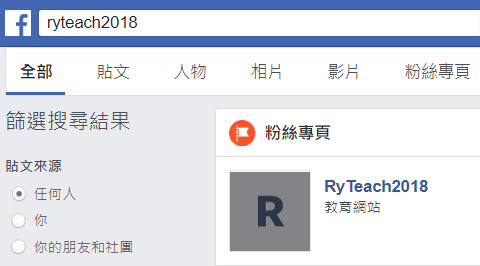 f ryteach2018
全部 貼文 人物 相片 影片 粉絲專頁
篩選搜尋結果
貼文來源
任何人
你
你的朋友和社團
粉絲專頁
R
RyTeach2018
教育網站